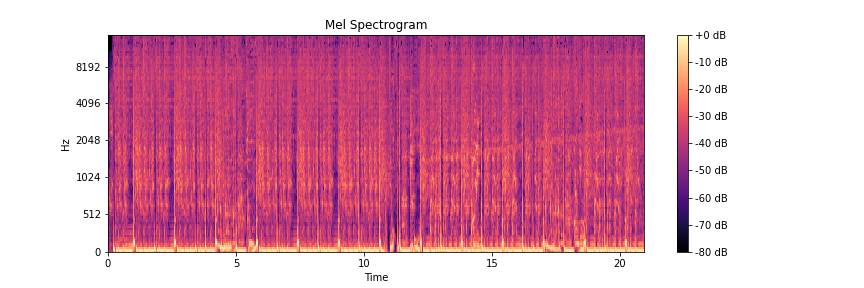 Mel Spectrogram
Hz
8192
4096
2048
1024
512
0
0
5
10
15
20
Time
+0 dB
-10 dB
-20 dB
-30 dB
-40 dB
-50 dB
-60 dB
-70 dB
-80 dB